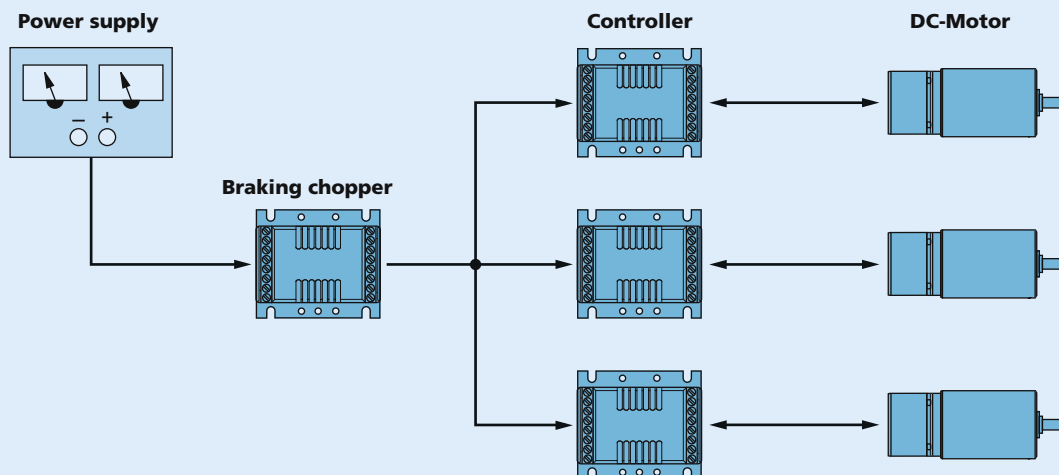 Power supply
Controller
DC-Motor
– +
Braking chopper